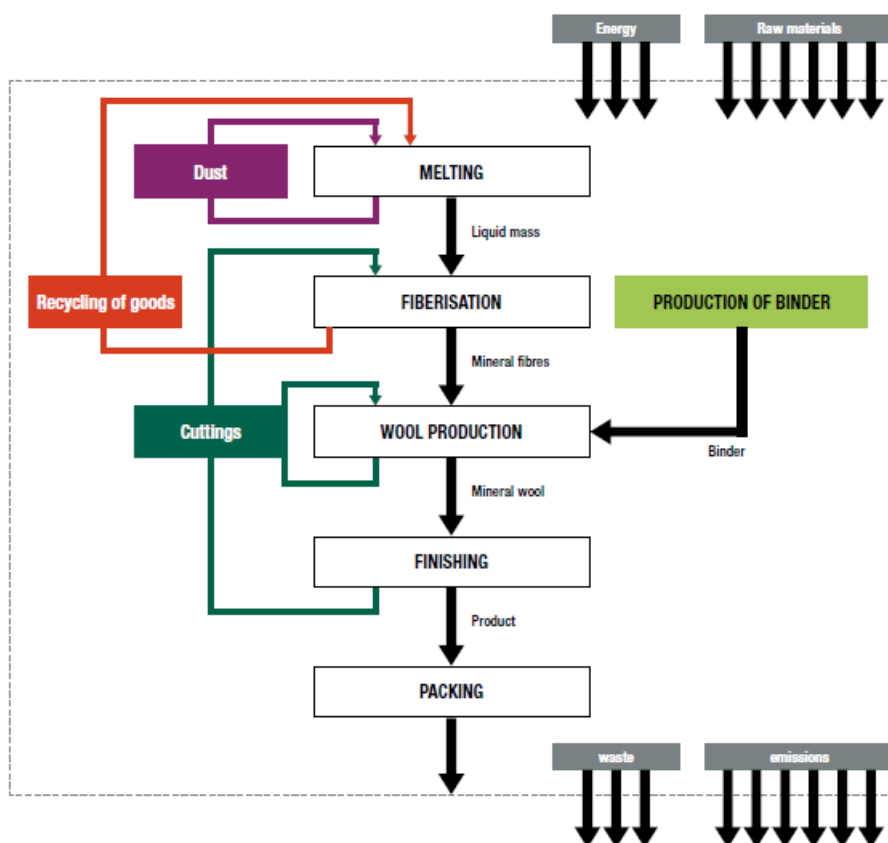 Energy
Raw materials
Dust
MELTING
Liquid mass
Recycling of goods
FIBERISATION
PRODUCTION OF BINDER
Mineral fibres
Cuttings
WOOL PRODUCTION
Binder
Mineral wool
FINISHING
Product
PACKING
waste
emissions